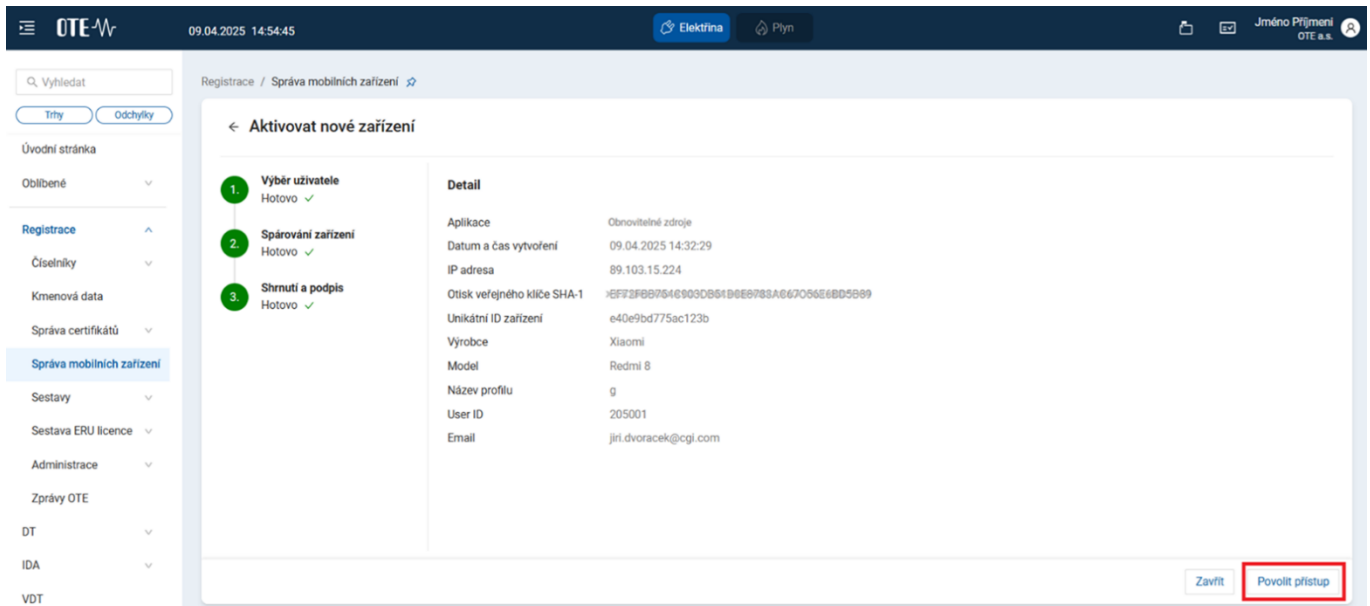 OTE
09.04.2025 14:54:45
Elektřina
Plyn
Jméno Příjmení
OTE a.s.
Vyhledat
Trhy
Odchylky
Úvodní stránka
Oblíbené
Registrace
Číselníky
Kmenová data
Správa certifikátů
Správa mobilních zařízení
Sestavy
Sestava ERU licence
Administrace
Zprávy OTE
DT
IDA
VDT
Registrace / Správa mobilních zařízení
← Aktivovat nové zařízení
1. Výběr uživatele
Hotovo ✓
2. Spárování zařízení
Hotovo ✓
3. Shrnutí a podpis
Hotovo ✓
Detail
Aplikace Obnovitelné zdroje
Datum a čas vytvoření 09.04.2025 14:32:29
IP adresa 89.103.15.224
Otisk veřejného klíče SHA-1
Unikátní ID zařízení e40e9bd775ac123b
Výrobce Xiaomi
Model Redmi 8
Název profilu g
User ID 205001
Email jiri.dvoracek@cgi.com
Zavřít
Povolit přístup